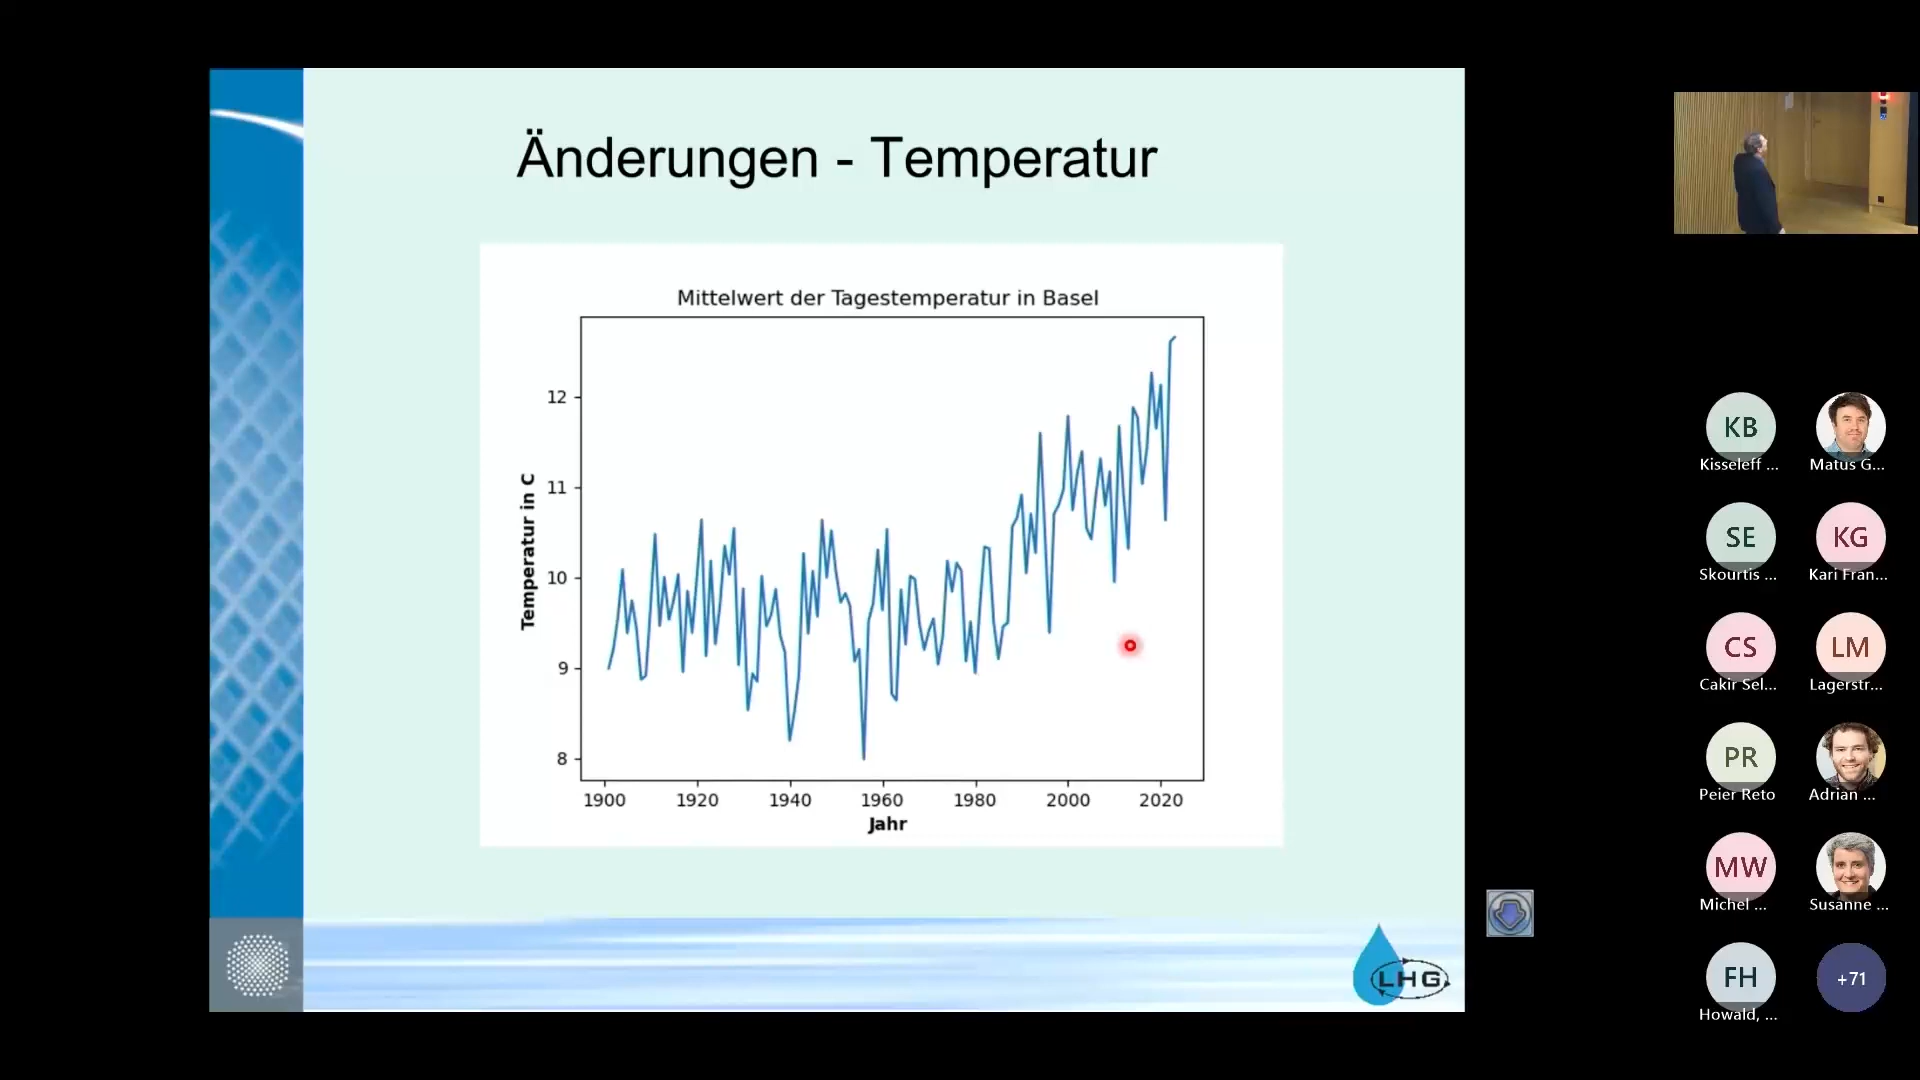 Änderungen - Temperatur
Mittelwert der Tagestemperatur in Basel
Temperatur in C
12
11
10
9
8
1900 1920 1940 1960 1980 2000 2020
Jahr
LHG
KB
Kisseleff ...
Matus G...
SE
Skourtis ...
KG
Kari Fran...
CS
Cakir Sel...
LM
Lagerstr...
PR
Peier Reto
Adrian ...
MW
Michel ...
Susanne ...
FH
Howald, ...
+71